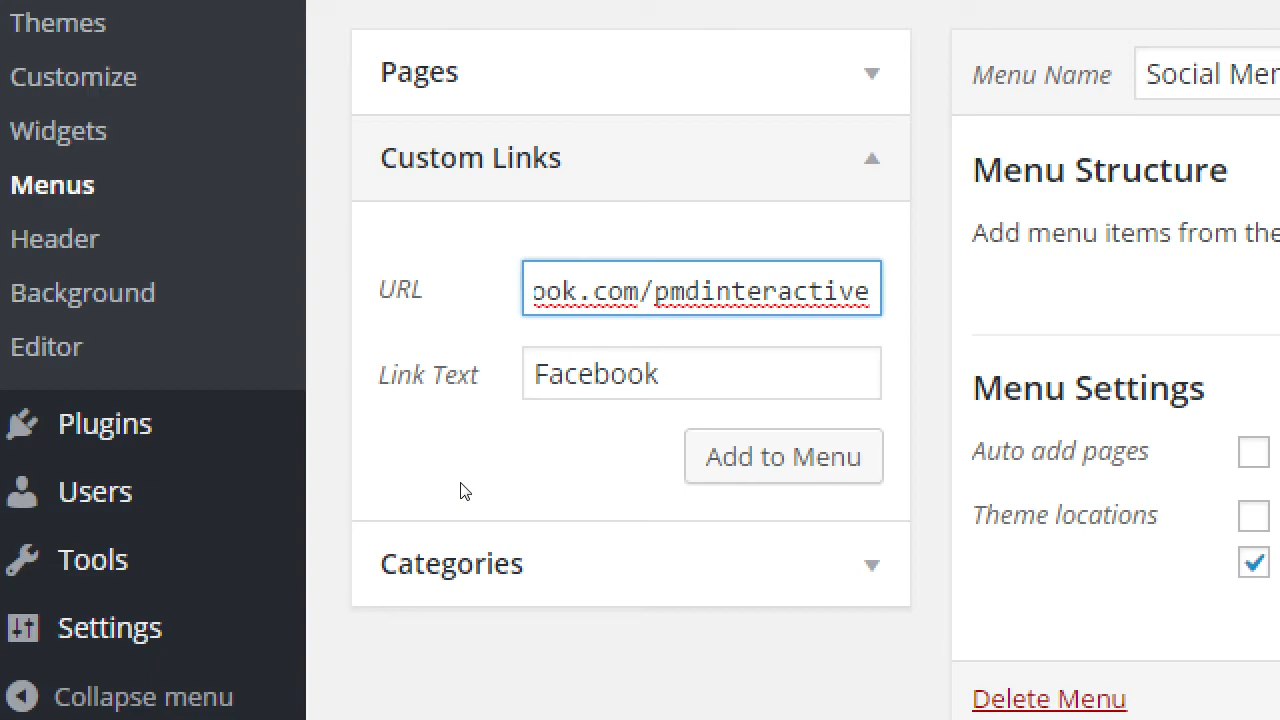 Themes
Customize
Widgets
Menus
Header
Background
Editor
Plugins
Users
Tools
Settings
Collapse menu
Pages
Custom Links
URL
ook.com/pmdinteractive
Link Text
Facebook
Add to Menu
Categories
Menu Name
Social Mer
Menu Structure
Add menu items from the
Menu Settings
Auto add pages
Theme locations
Delete Menu